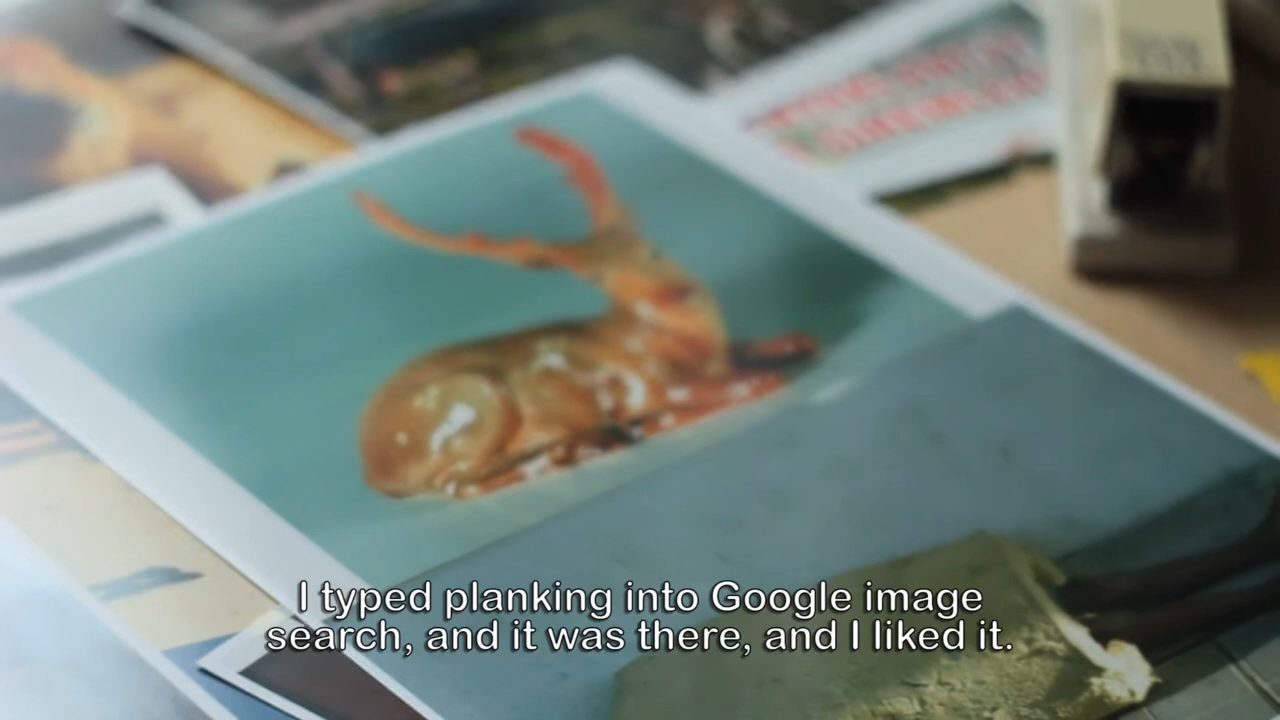 I typed planking into Google image
search, and it was there, and I liked it.